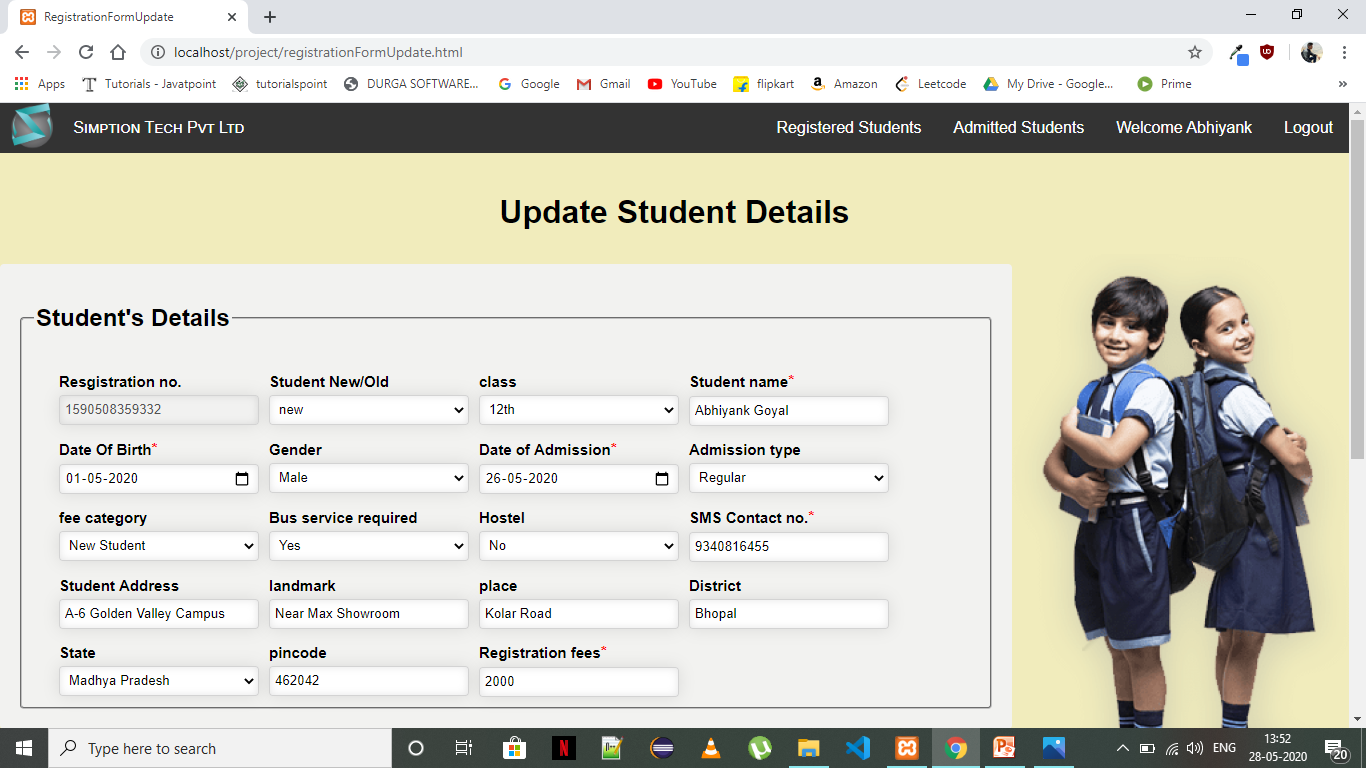 RegistrationFormUpdate
localhost/project/registrationFormUpdate.html
Apps Tutorials - Javatpoint tutorialspoint DURGA SOFTWARE... Google Gmail YouTube flipkart Amazon Leetcode My Drive - Google... Prime »
Simption Tech Pvt Ltd Registered Students Admitted Students Welcome Abhiyank Logout
Update Student Details
Student's Details
Resgistration no. Student New/Old class Student name*
1590508359332 new 12th Abhiyank Goyal
Date Of Birth* Gender Date of Admission* Admission type
01-05-2020 Male 26-05-2020 Regular
fee category Bus service required Hostel SMS Contact no.*
New Student Yes No 9340816455
Student Address landmark place District
A-6 Golden Valley Campus Near Max Showroom Kolar Road Bhopal
State pincode Registration fees*
Madhya Pradesh 462042 2000
Type here to search ENG 13:52
28-05-2020 20